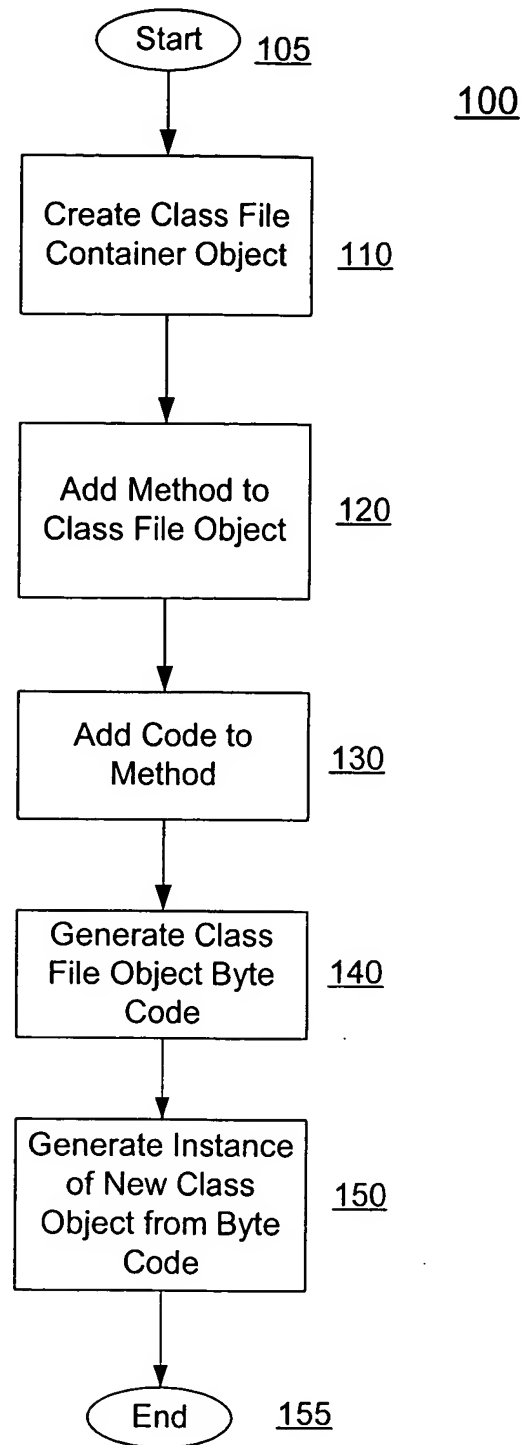 Start
105
100
Create Class File
Container Object
110
Add Method to
Class File Object
120
Add Code to
Method
130
Generate Class
File Object Byte
Code
140
Generate Instance
of New Class
Object from Byte
Code
150
End
155